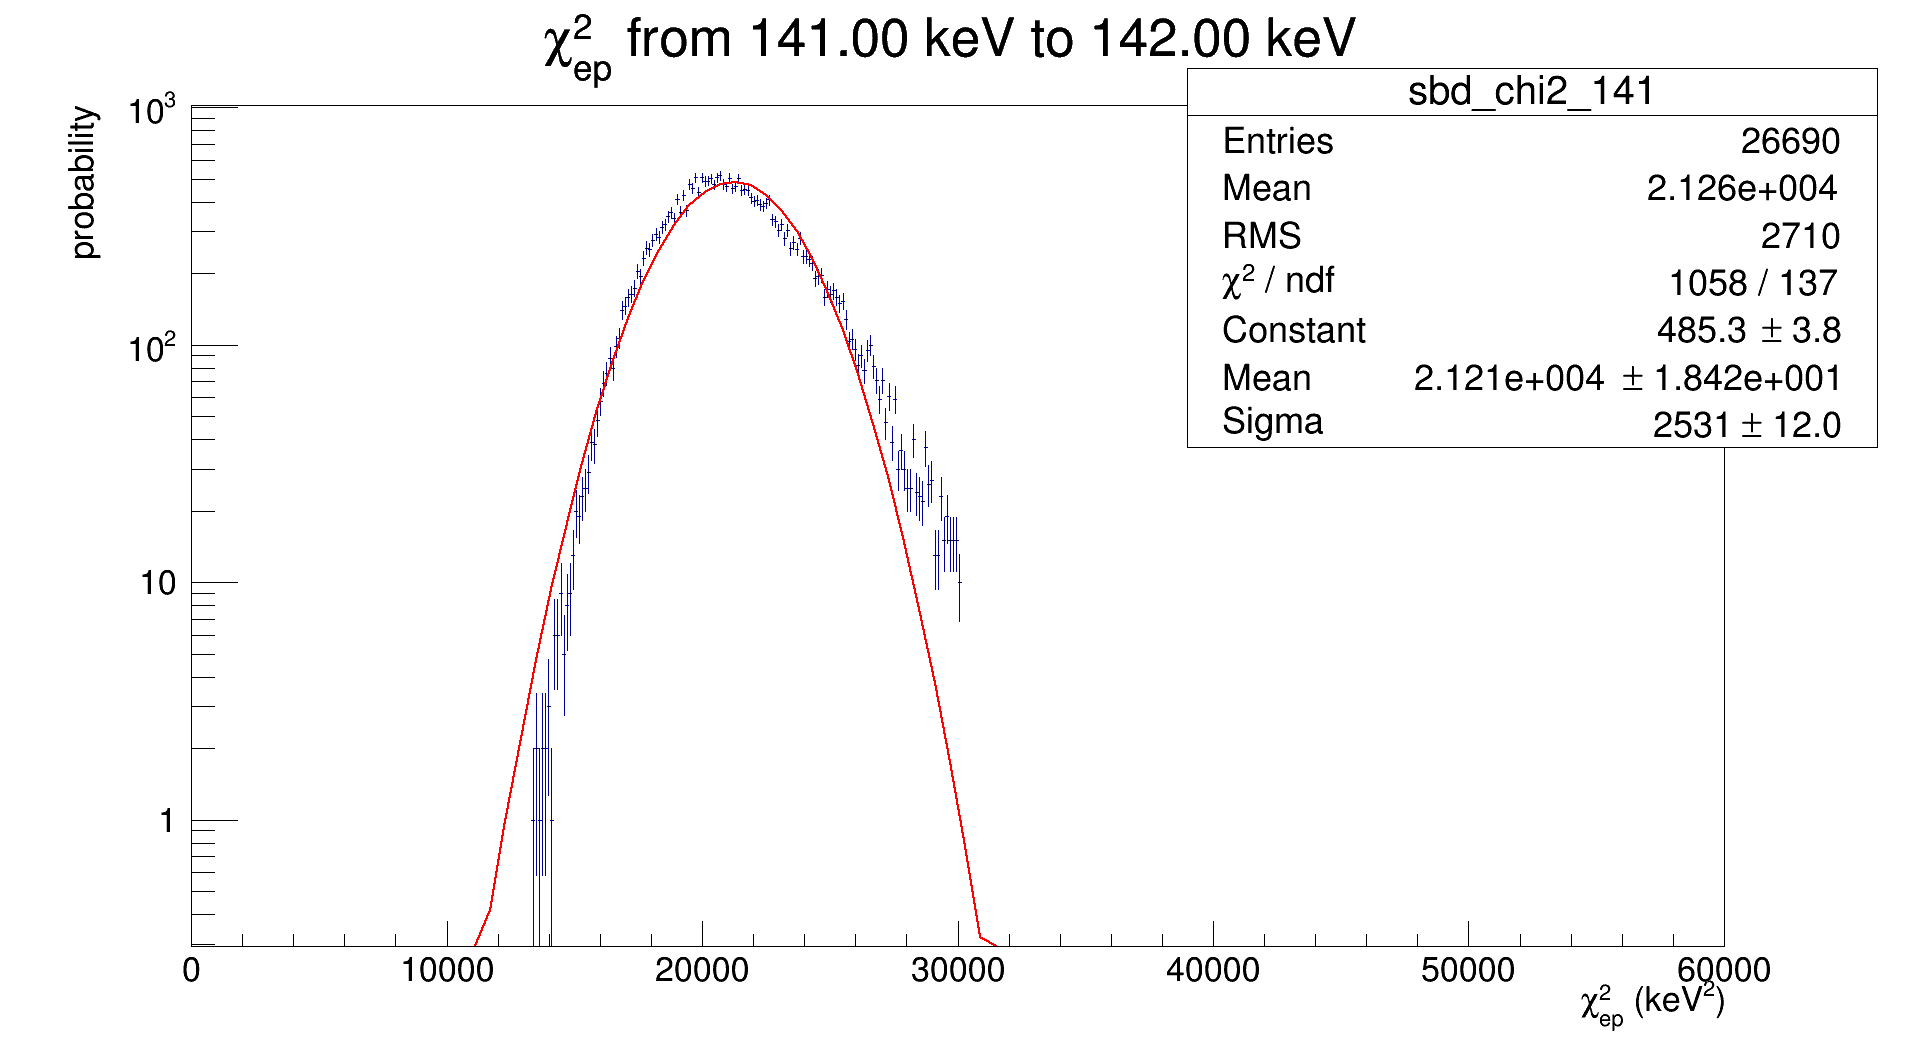 χ²ep from 141.00 keV to 142.00 keV
sbd_chi2_141
Entries 26690
Mean 2.126e+004
RMS 2710
χ² / ndf 1058 / 137
Constant 485.3 ± 3.8
Mean 2.121e+004 ± 1.842e+001
Sigma 2531 ± 12.0
probability
10³
10²
10
1
0 10000 20000 30000 40000 50000 60000
χ²ep (keV²)